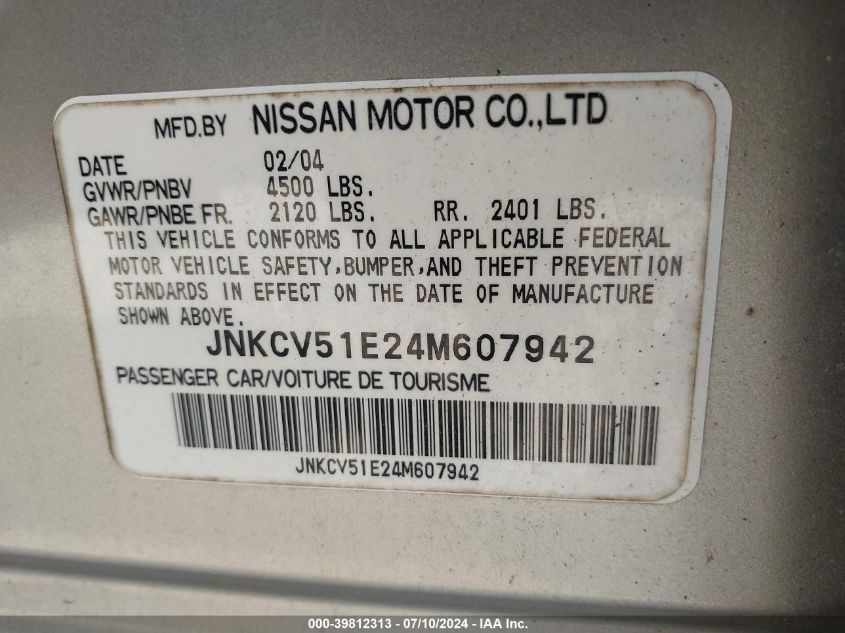 MFD.BY NISSAN MOTOR CO.,LTD
DATE 02/04
GVWR/PNBV 4500 LBS.
GAWR/PNBE FR. 2120 LBS. RR. 2401 LBS.
THIS VEHICLE CONFORMS TO ALL APPLICABLE FEDERAL
MOTOR VEHICLE SAFETY,BUMPER,AND THEFT PREVENTION
STANDARDS IN EFFECT ON THE DATE OF MANUFACTURE
SHOWN ABOVE.
JNKCV51E24M607942
PASSENGER CAR/VOITURE DE TOURISME
JNKCV51E24M607942
000-39812313 - 07/10/2024 - IAA Inc.